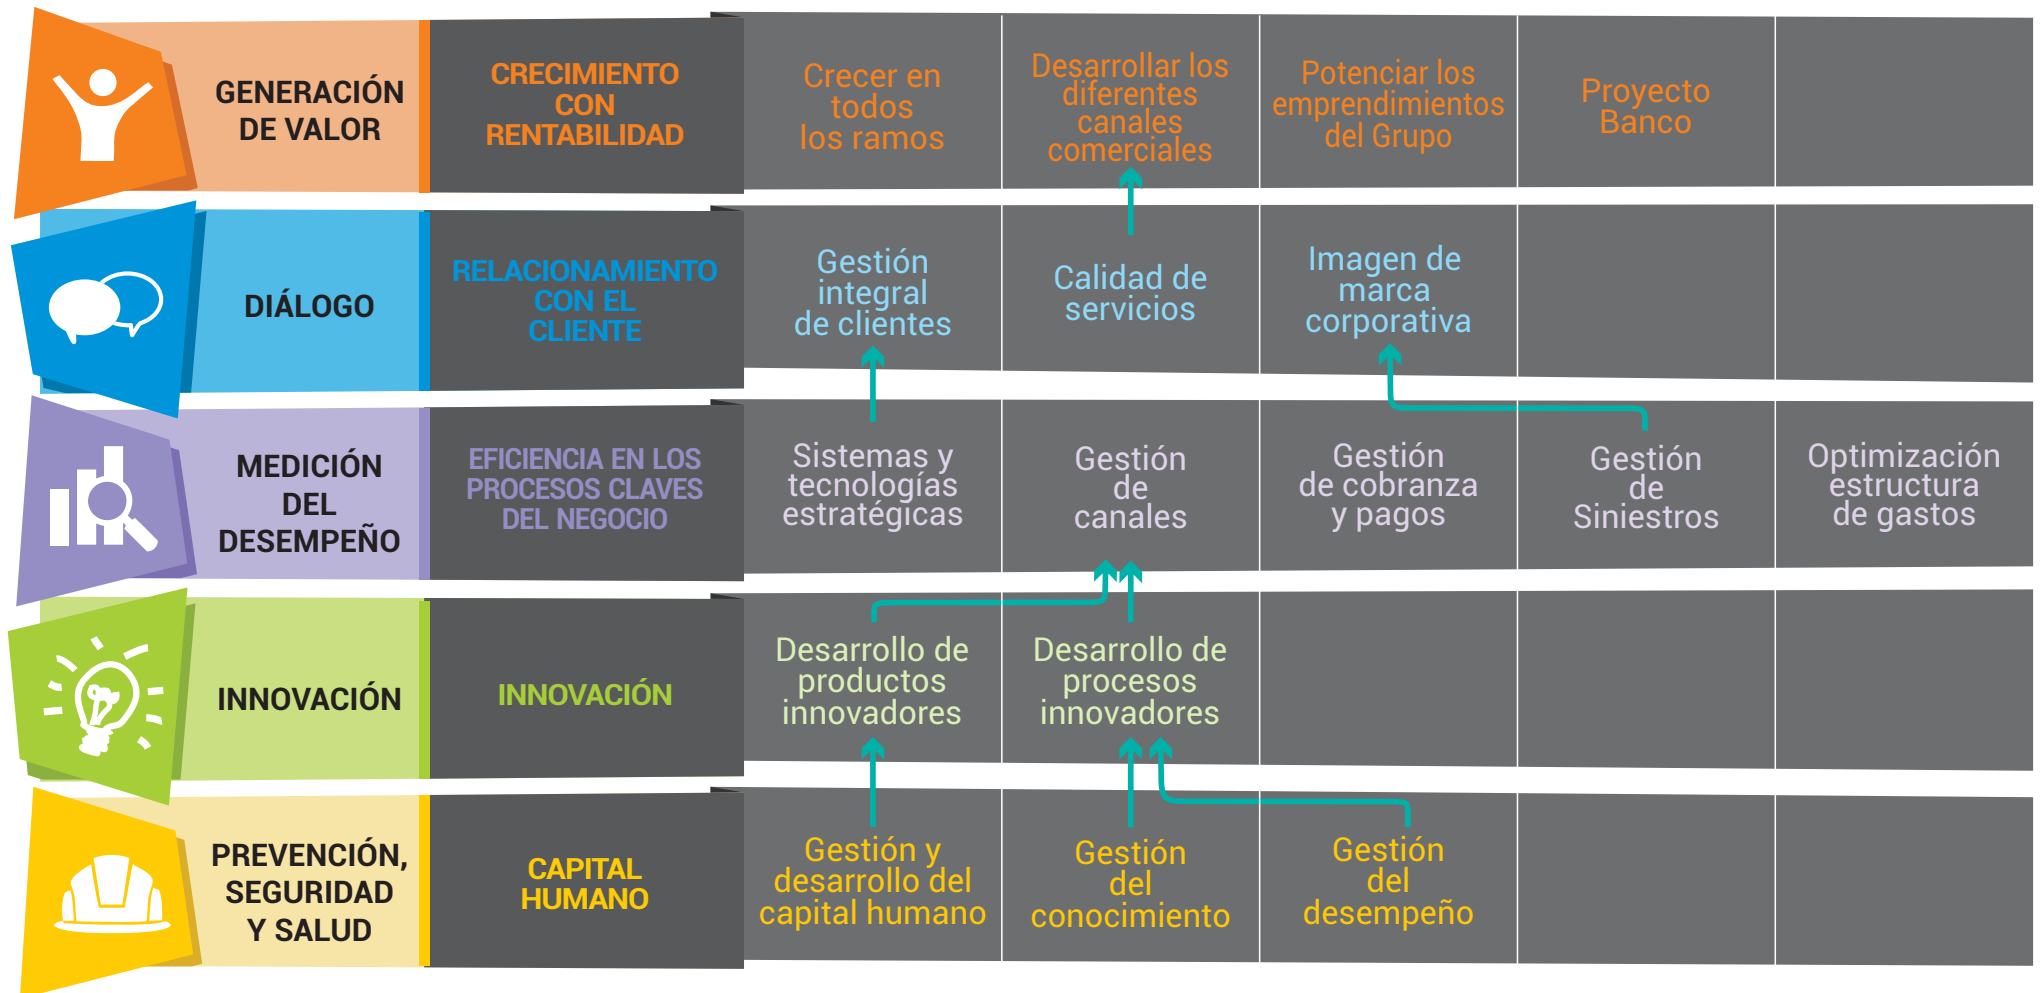 GENERACIÓN
DE VALOR
CRECIMIENTO
CON
RENTABILIDAD
Crecer en
todos
los ramos
Desarrollar los
diferentes
canales
comerciales
Potenciar los
emprendimientos
del Grupo
Proyecto
Banco
DIÁLOGO
RELACIONAMIENTO
CON EL
CLIENTE
Gestión
integral
de clientes
Calidad de
servicios
Imagen de
marca
corporativa
MEDICIÓN
DEL
DESEMPEÑO
EFICIENCIA EN LOS
PROCESOS CLAVES
DEL NEGOCIO
Sistemas y
tecnologías
estratégicas
Gestión
de
canales
Gestión
de cobranza
y pagos
Gestión
de
Siniestros
Optimización
estructura
de gastos
INNOVACIÓN
INNOVACIÓN
Desarrollo de
productos
innovadores
Desarrollo de
procesos
innovadores
PREVENCIÓN,
SEGURIDAD
Y SALUD
CAPITAL
HUMANO
Gestión y
desarrollo del
capital humano
Gestión
del
conocimiento
Gestión
del
desempeño